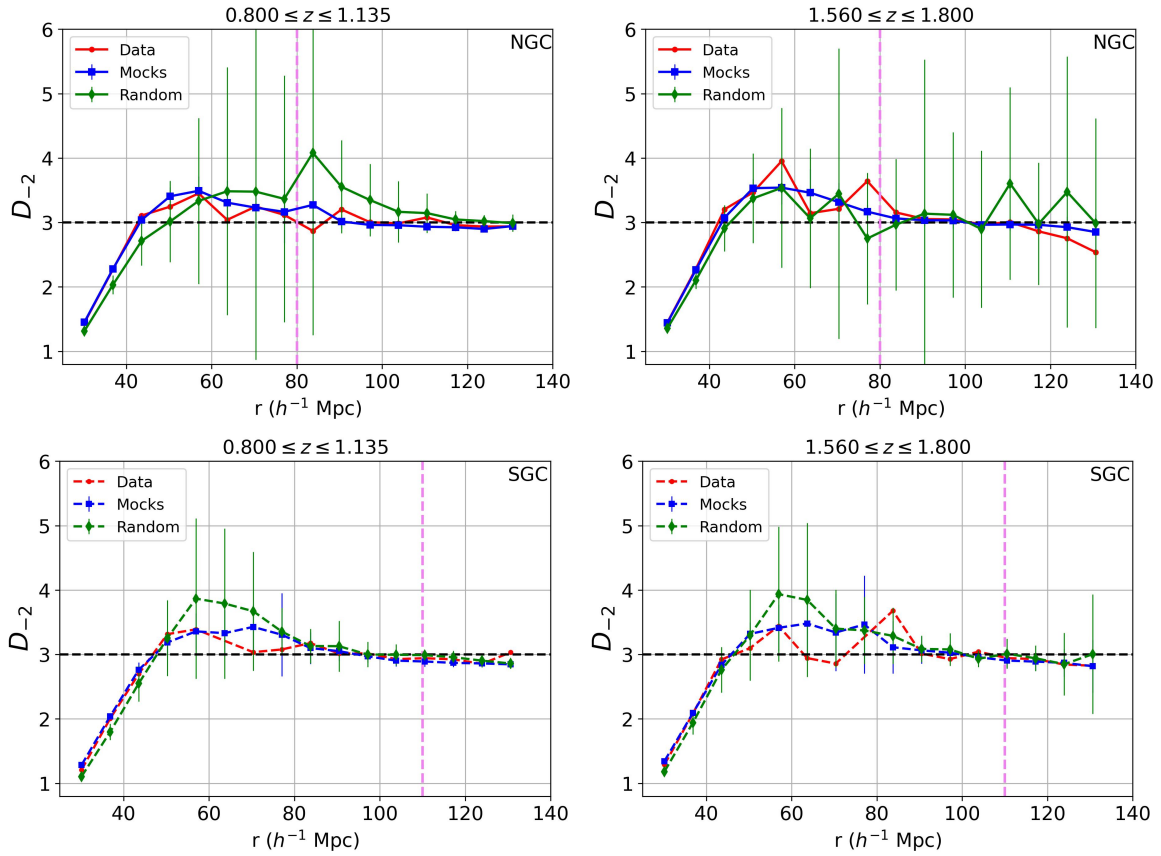 0.800 ≤ z ≤ 1.135
NGC
Data
Mocks
Random
6
5
4
3
2
1
D₋₂
40 60 80 100 120 140
r (h⁻¹ Mpc)
1.560 ≤ z ≤ 1.800
NGC
Data
Mocks
Random
6
5
4
3
2
1
D₋₂
40 60 80 100 120 140
r (h⁻¹ Mpc)
0.800 ≤ z ≤ 1.135
SGC
Data
Mocks
Random
6
5
4
3
2
1
D₋₂
40 60 80 100 120 140
r (h⁻¹ Mpc)
1.560 ≤ z ≤ 1.800
SGC
Data
Mocks
Random
6
5
4
3
2
1
D₋₂
40 60 80 100 120 140
r (h⁻¹ Mpc)